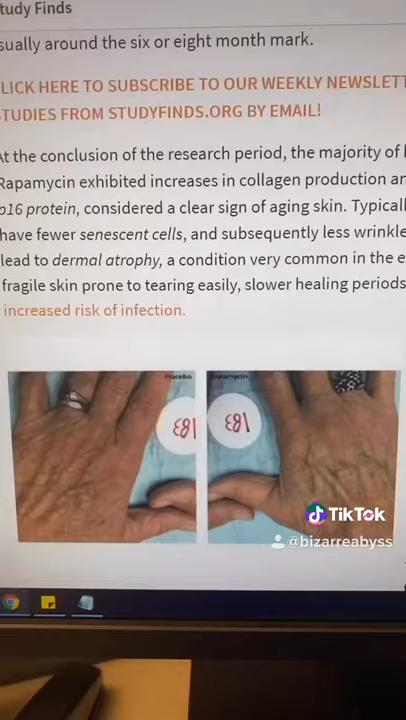 tudy Finds
sually around the six or eight month mark.
LICK HERE TO SUBSCRIBE TO OUR WEEKLY NEWSLETT
STUDIES FROM STUDYFINDS.ORG BY EMAIL!
At the conclusion of the research period, the majority of
Rapamycin exhibited increases in collagen production
p16 protein, considered a clear sign of aging skin.
have fewer senescent cells, and subsequently less wrinkle
lead to dermal atrophy, a condition very common in the e
fragile skin prone to tearing easily, slower healing periods
increased risk of infection.
Placebo
183
183
TikTok
@bizarreabyss